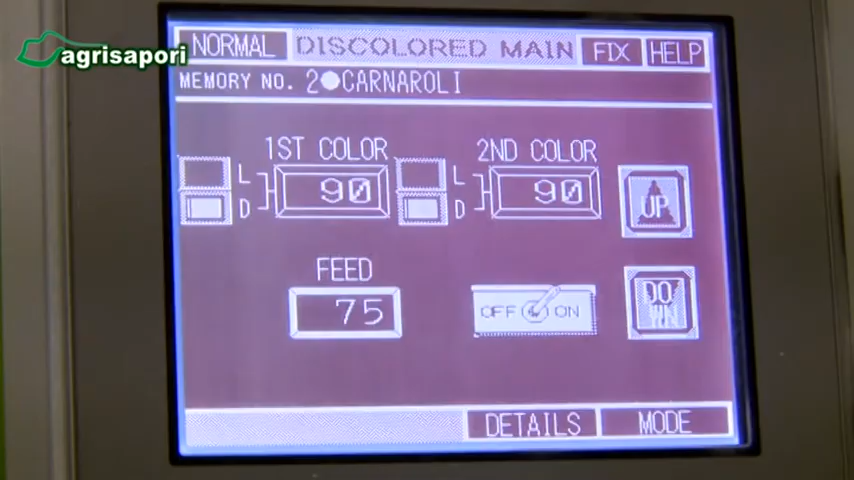 agrisapori
NORMAL DISCOLORED MAIN FIX HELP
MEMORY NO. 2●CARNAROLI
1ST COLOR 2ND COLOR
L 90 L 90 UP
D D
FEED
75 OFF ON DOWN
DETAILS MODE